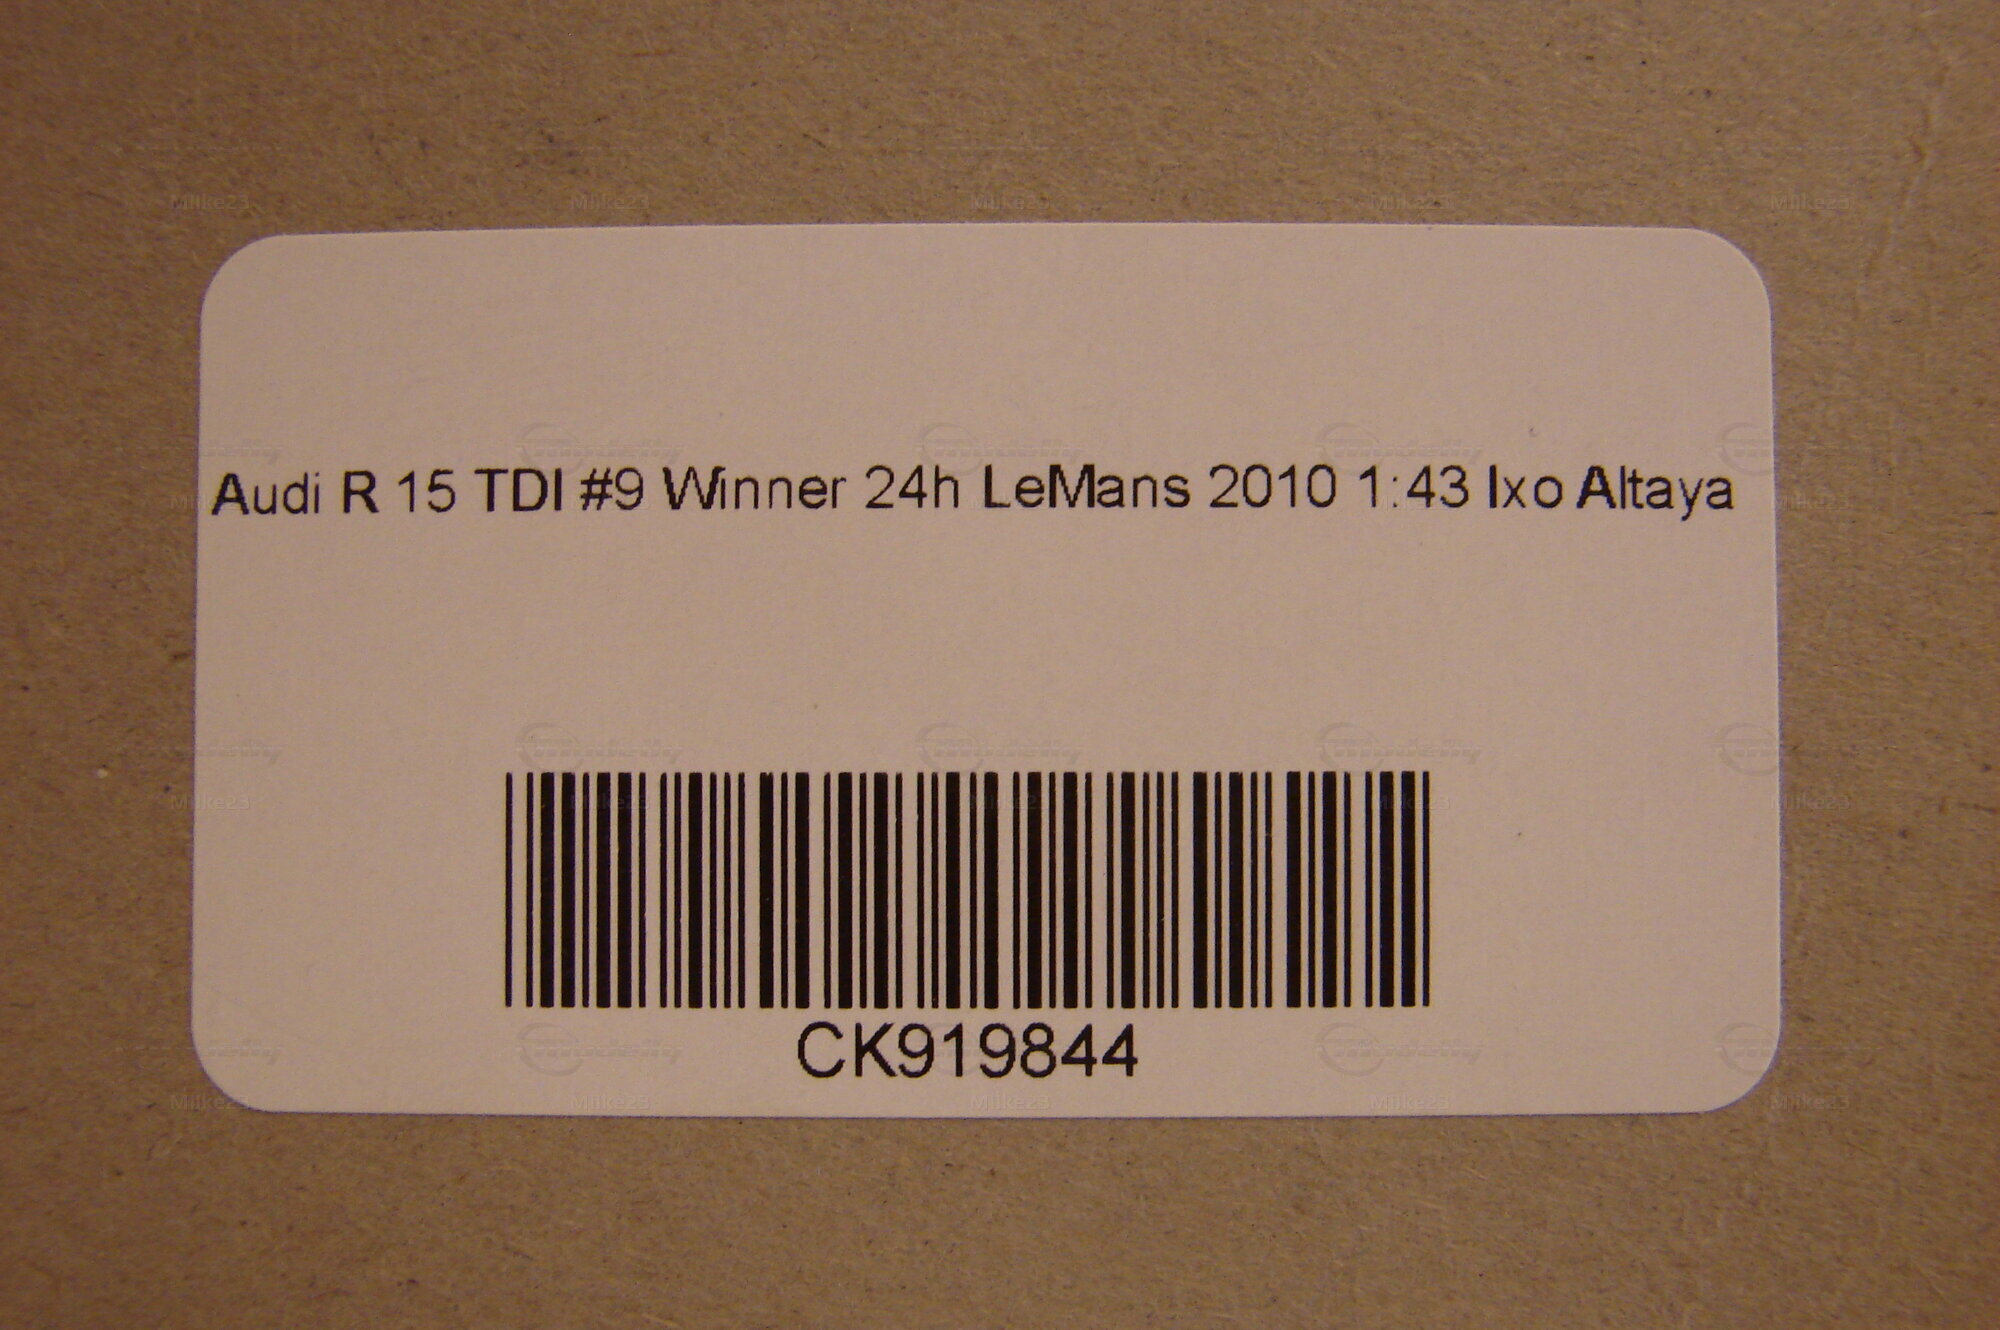 Audi R 15 TDI #9 Winner 24h LeMans 2010 1:43 Ixo Altaya
CK919844